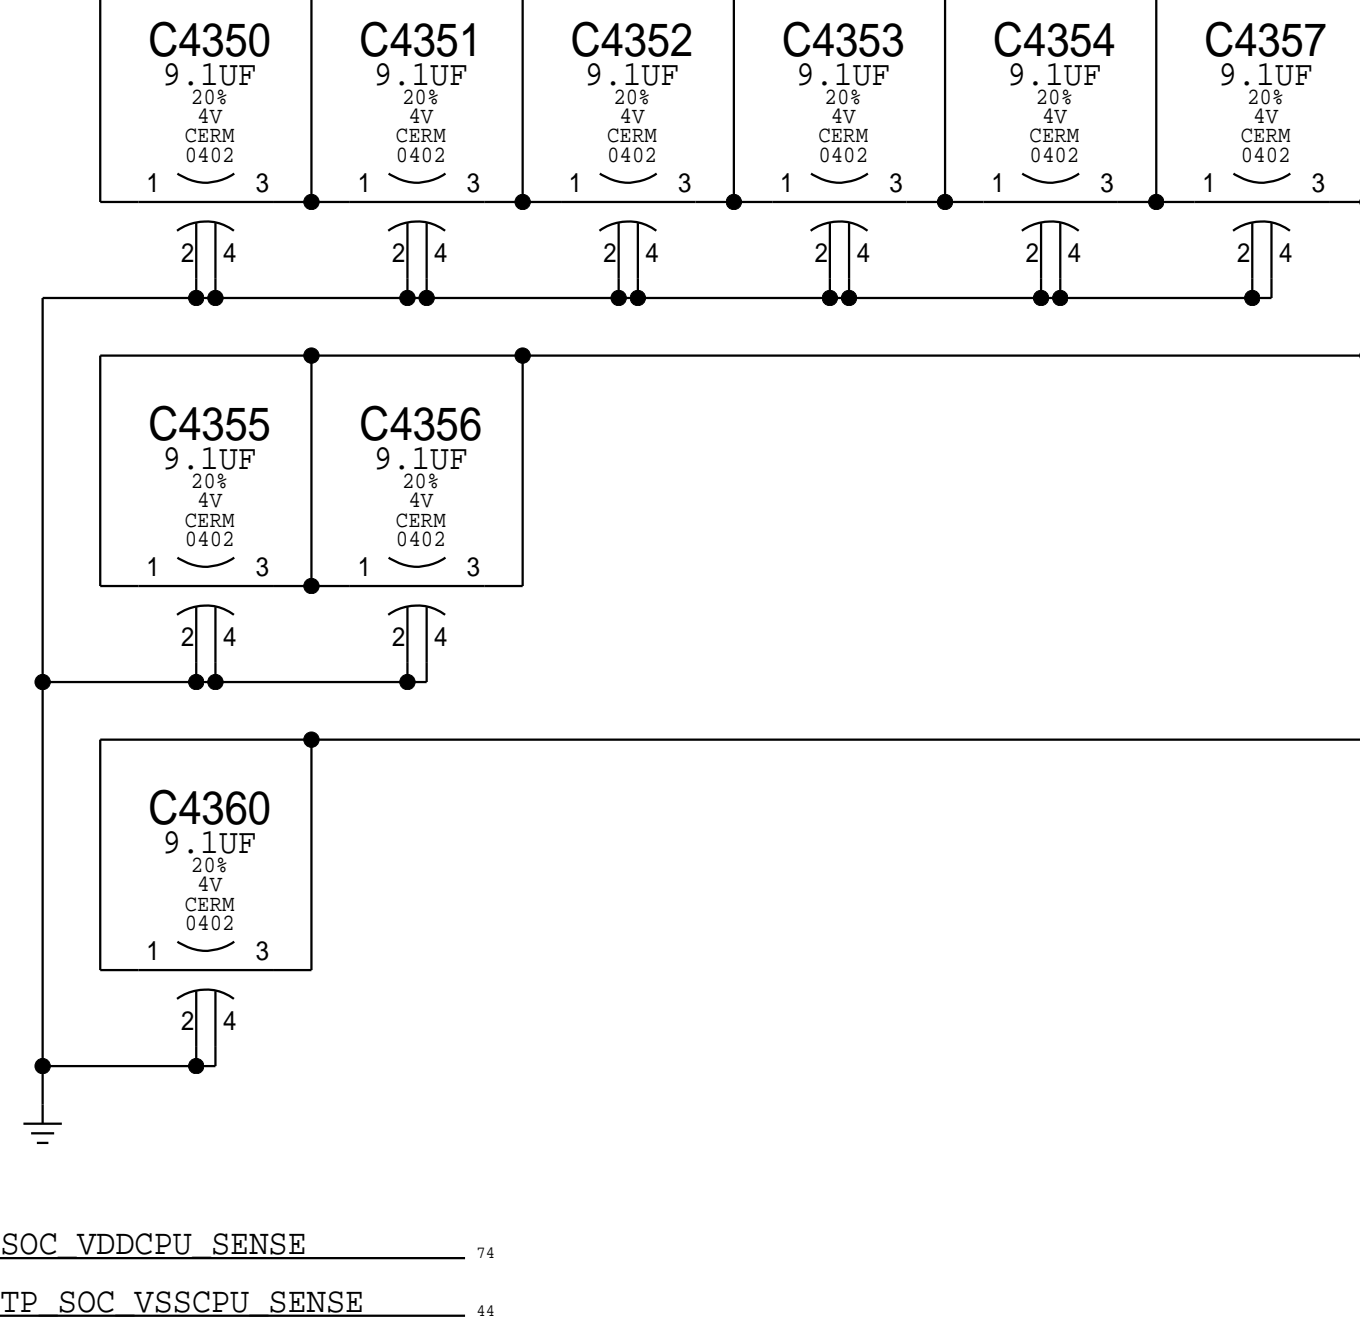 C4350 C4351 C4352 C4353 C4354 C4357
9.1UF 9.1UF 9.1UF 9.1UF 9.1UF 9.1UF
20% 20% 20% 20% 20% 20%
4V 4V 4V 4V 4V 4V
CERM CERM CERM CERM CERM CERM
0402 0402 0402 0402 0402 0402
1 3 1 3 1 3 1 3 1 3 1 3
2 4 2 4 2 4 2 4 2 4 2 4
C4355 C4356
9.1UF 9.1UF
20% 20%
4V 4V
CERM CERM
0402 0402
1 3 1 3
2 4 2 4
C4360
9.1UF
20%
4V
CERM
0402
1 3
2 4
SOC_VDDCPU_SENSE 74
TP_SOC_VSSCPU_SENSE 44